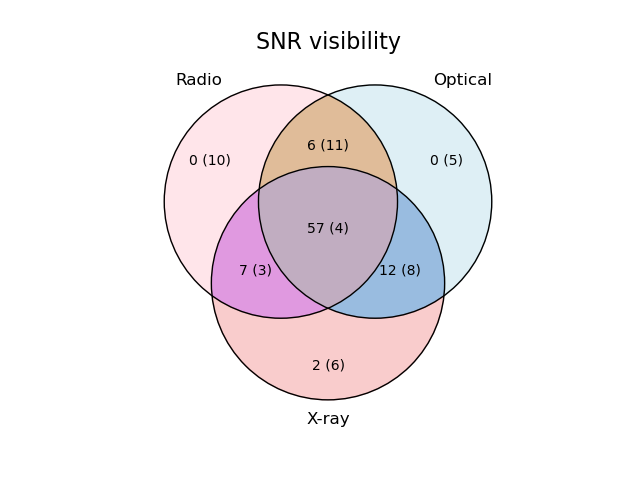 SNR visibility
Radio
Optical
0 (10)
6 (11)
0 (5)
57 (4)
7 (3)
12 (8)
2 (6)
X-ray